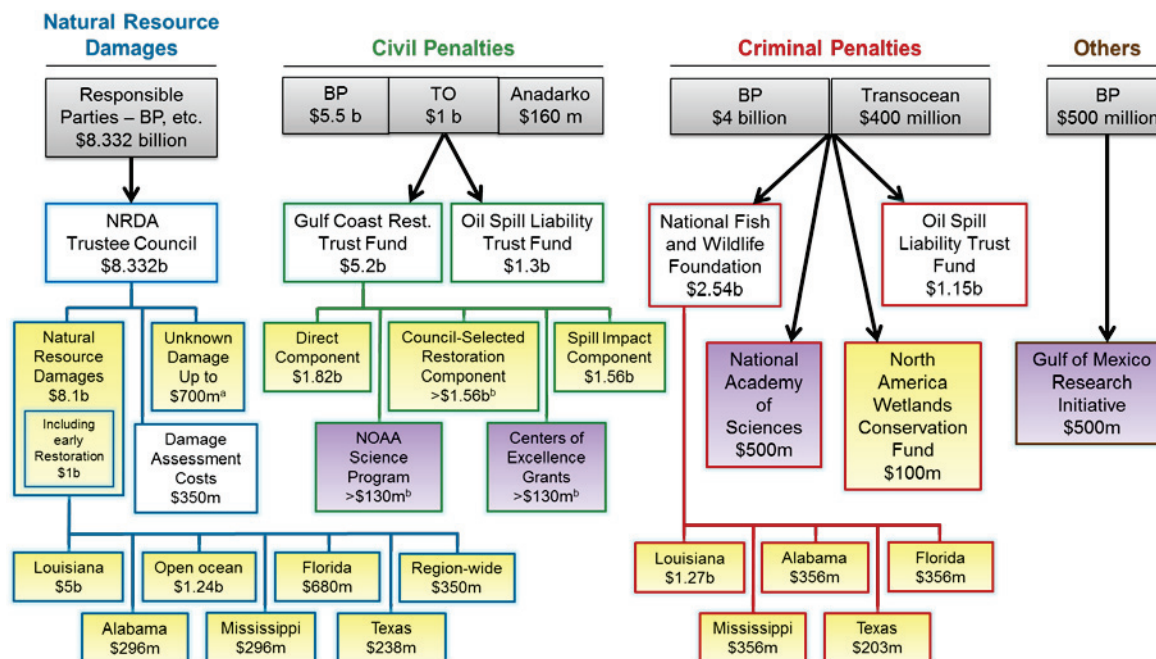 Natural Resource
Damages
Responsible
Parties – BP, etc.
$8.332 billion
NRDA
Trustee Council
$8.332b
Natural
Resource
Damages
$8.1b
Including
early
Restoration
$1b
Unknown
Damage
Up to
$700mᵃ
Damage
Assessment
Costs
$350m
Louisiana
$5b
Open ocean
$1.24b
Florida
$680m
Region-wide
$350m
Alabama
$296m
Mississippi
$296m
Texas
$238m
Civil Penalties
BP
$5.5 b
TO
$1 b
Anadarko
$160 m
Gulf Coast Rest.
Trust Fund
$5.2b
Oil Spill Liability
Trust Fund
$1.3b
Direct
Component
$1.82b
Council-Selected
Restoration
Component
>$1.56bᵇ
Spill Impact
Component
$1.56b
NOAA
Science
Program
>$130mᵇ
Centers of
Excellence
Grants
>$130mᵇ
Criminal Penalties
BP
$4 billion
Transocean
$400 million
National Fish
and Wildlife
Foundation
$2.54b
Oil Spill
Liability Trust
Fund
$1.15b
National
Academy
of
Sciences
$500m
North
America
Wetlands
Conservation
Fund
$100m
Louisiana
$1.27b
Alabama
$356m
Florida
$356m
Mississippi
$356m
Texas
$203m
Others
BP
$500 million
Gulf of Mexico
Research
Initiative
$500m